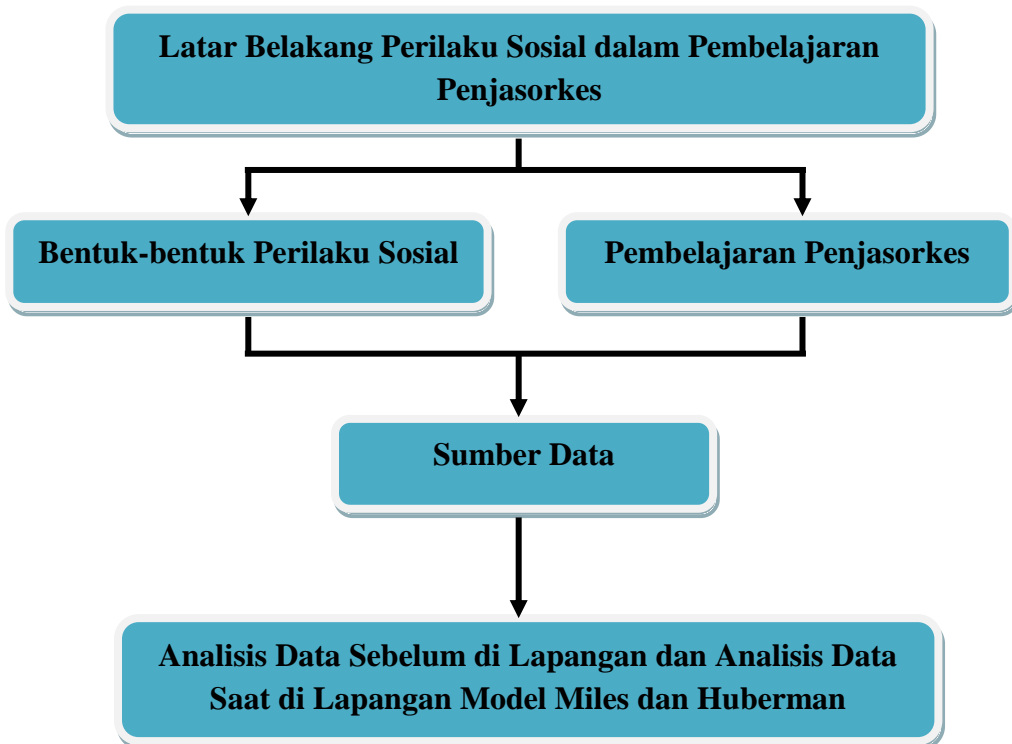 Latar Belakang Perilaku Sosial dalam Pembelajaran
Penjasorkes
Bentuk-bentuk Perilaku Sosial
Pembelajaran Penjasorkes
Sumber Data
Analisis Data Sebelum di Lapangan dan Analisis Data
Saat di Lapangan Model Miles dan Huberman